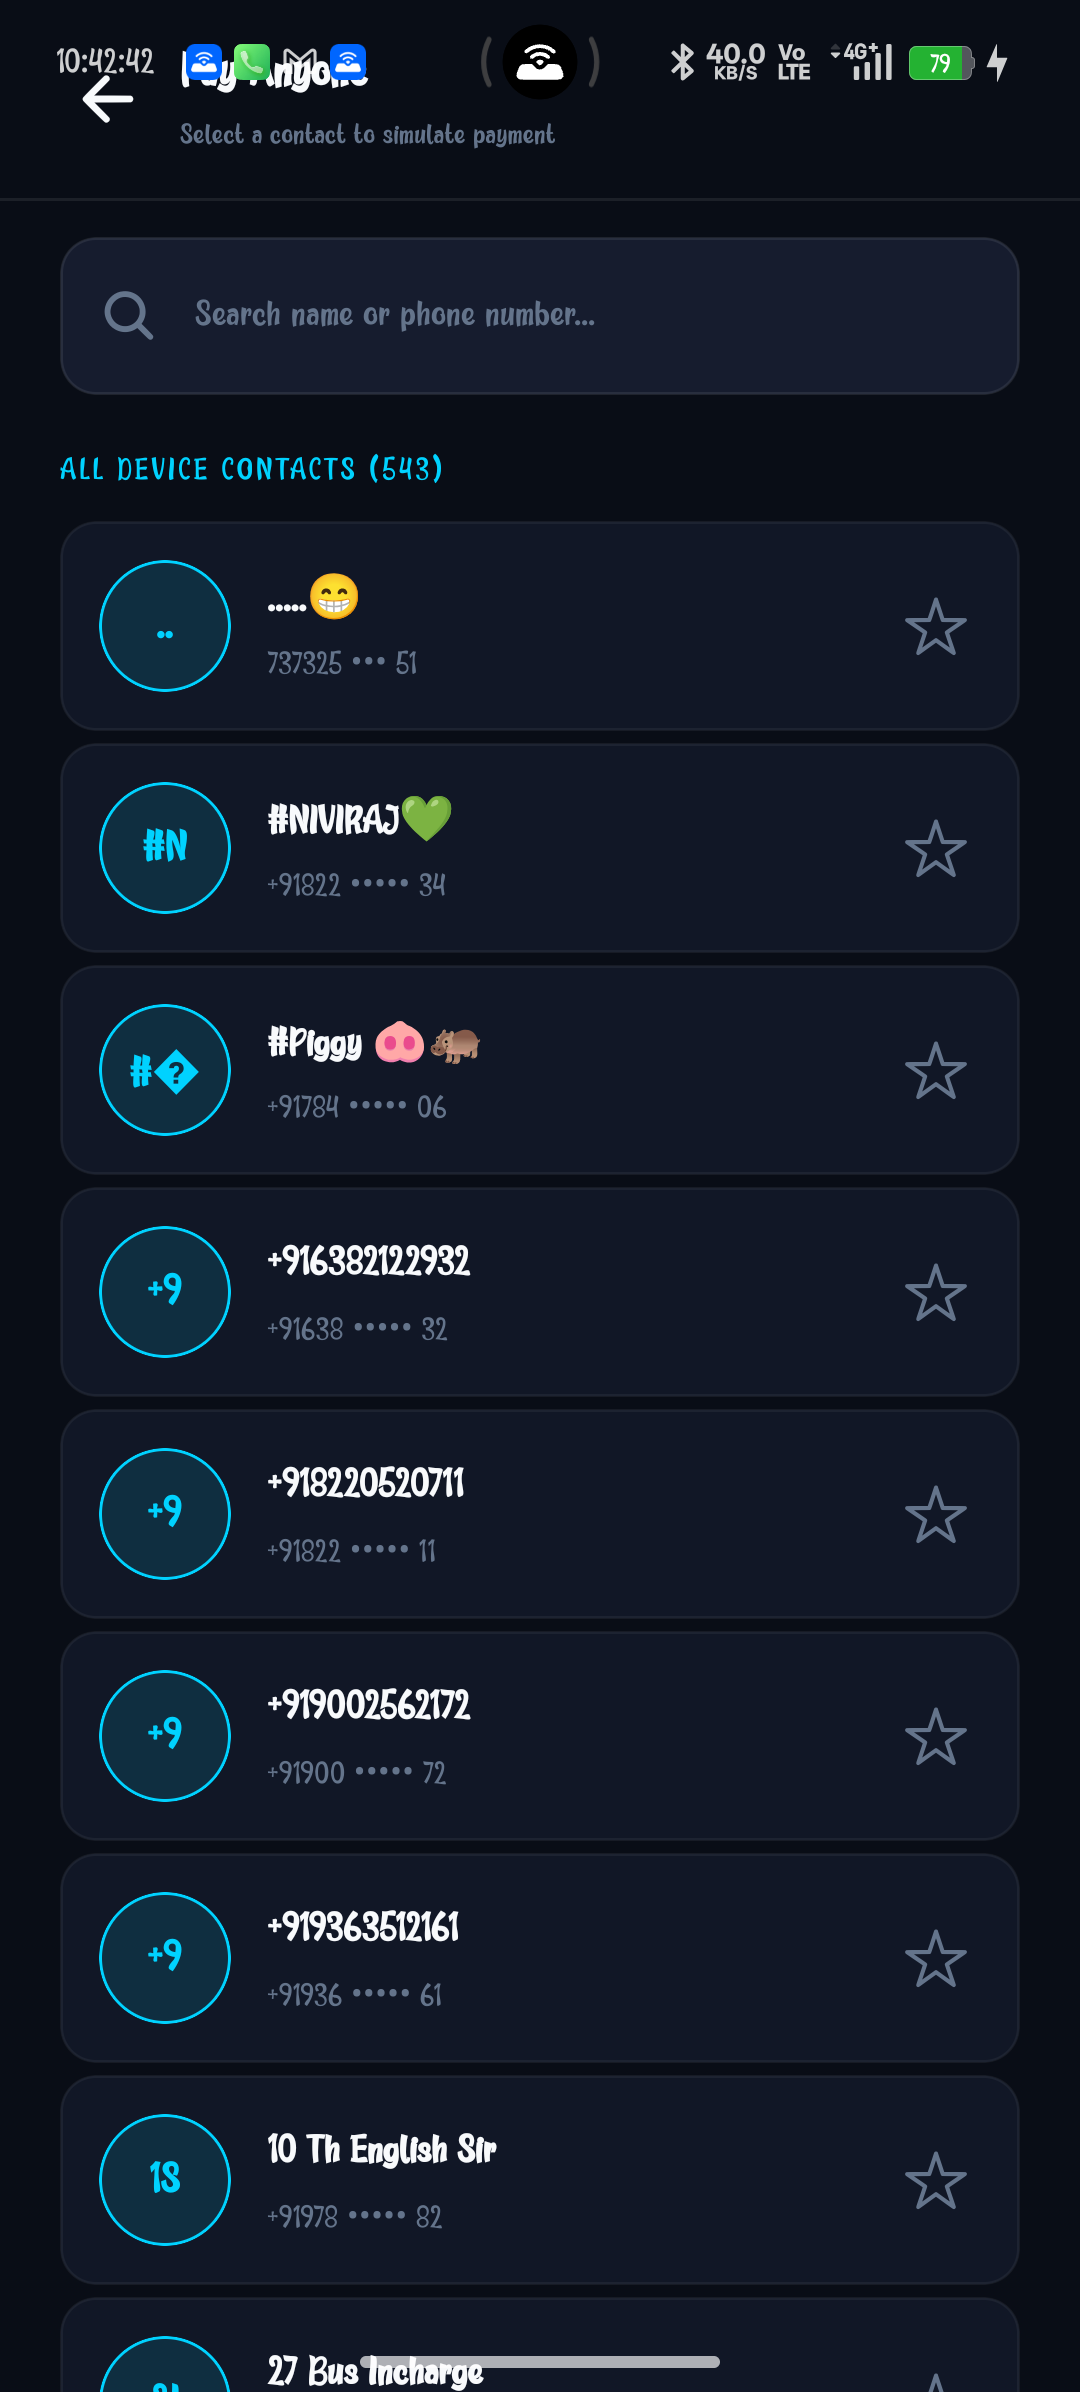 10:42:42
40.0 KB/S
Vo LTE
4G+
79
Pay Anyone
Select a contact to simulate payment
Search name or phone number...
ALL DEVICE CONTACTS (543)
..
.....😁
737325 ••• 51
#N
#NIVIRAJ💚
+91822 ••••• 34
#�
#Piggy 🐽🦛
+91784 ••••• 06
+9
+916382122932
+91638 ••••• 32
+9
+918220520711
+91822 ••••• 11
+9
+919002562172
+91900 ••••• 72
+9
+919363512161
+91936 ••••• 61
1S
10 Th English Sir
+91978 ••••• 82
27 Bus Incharge